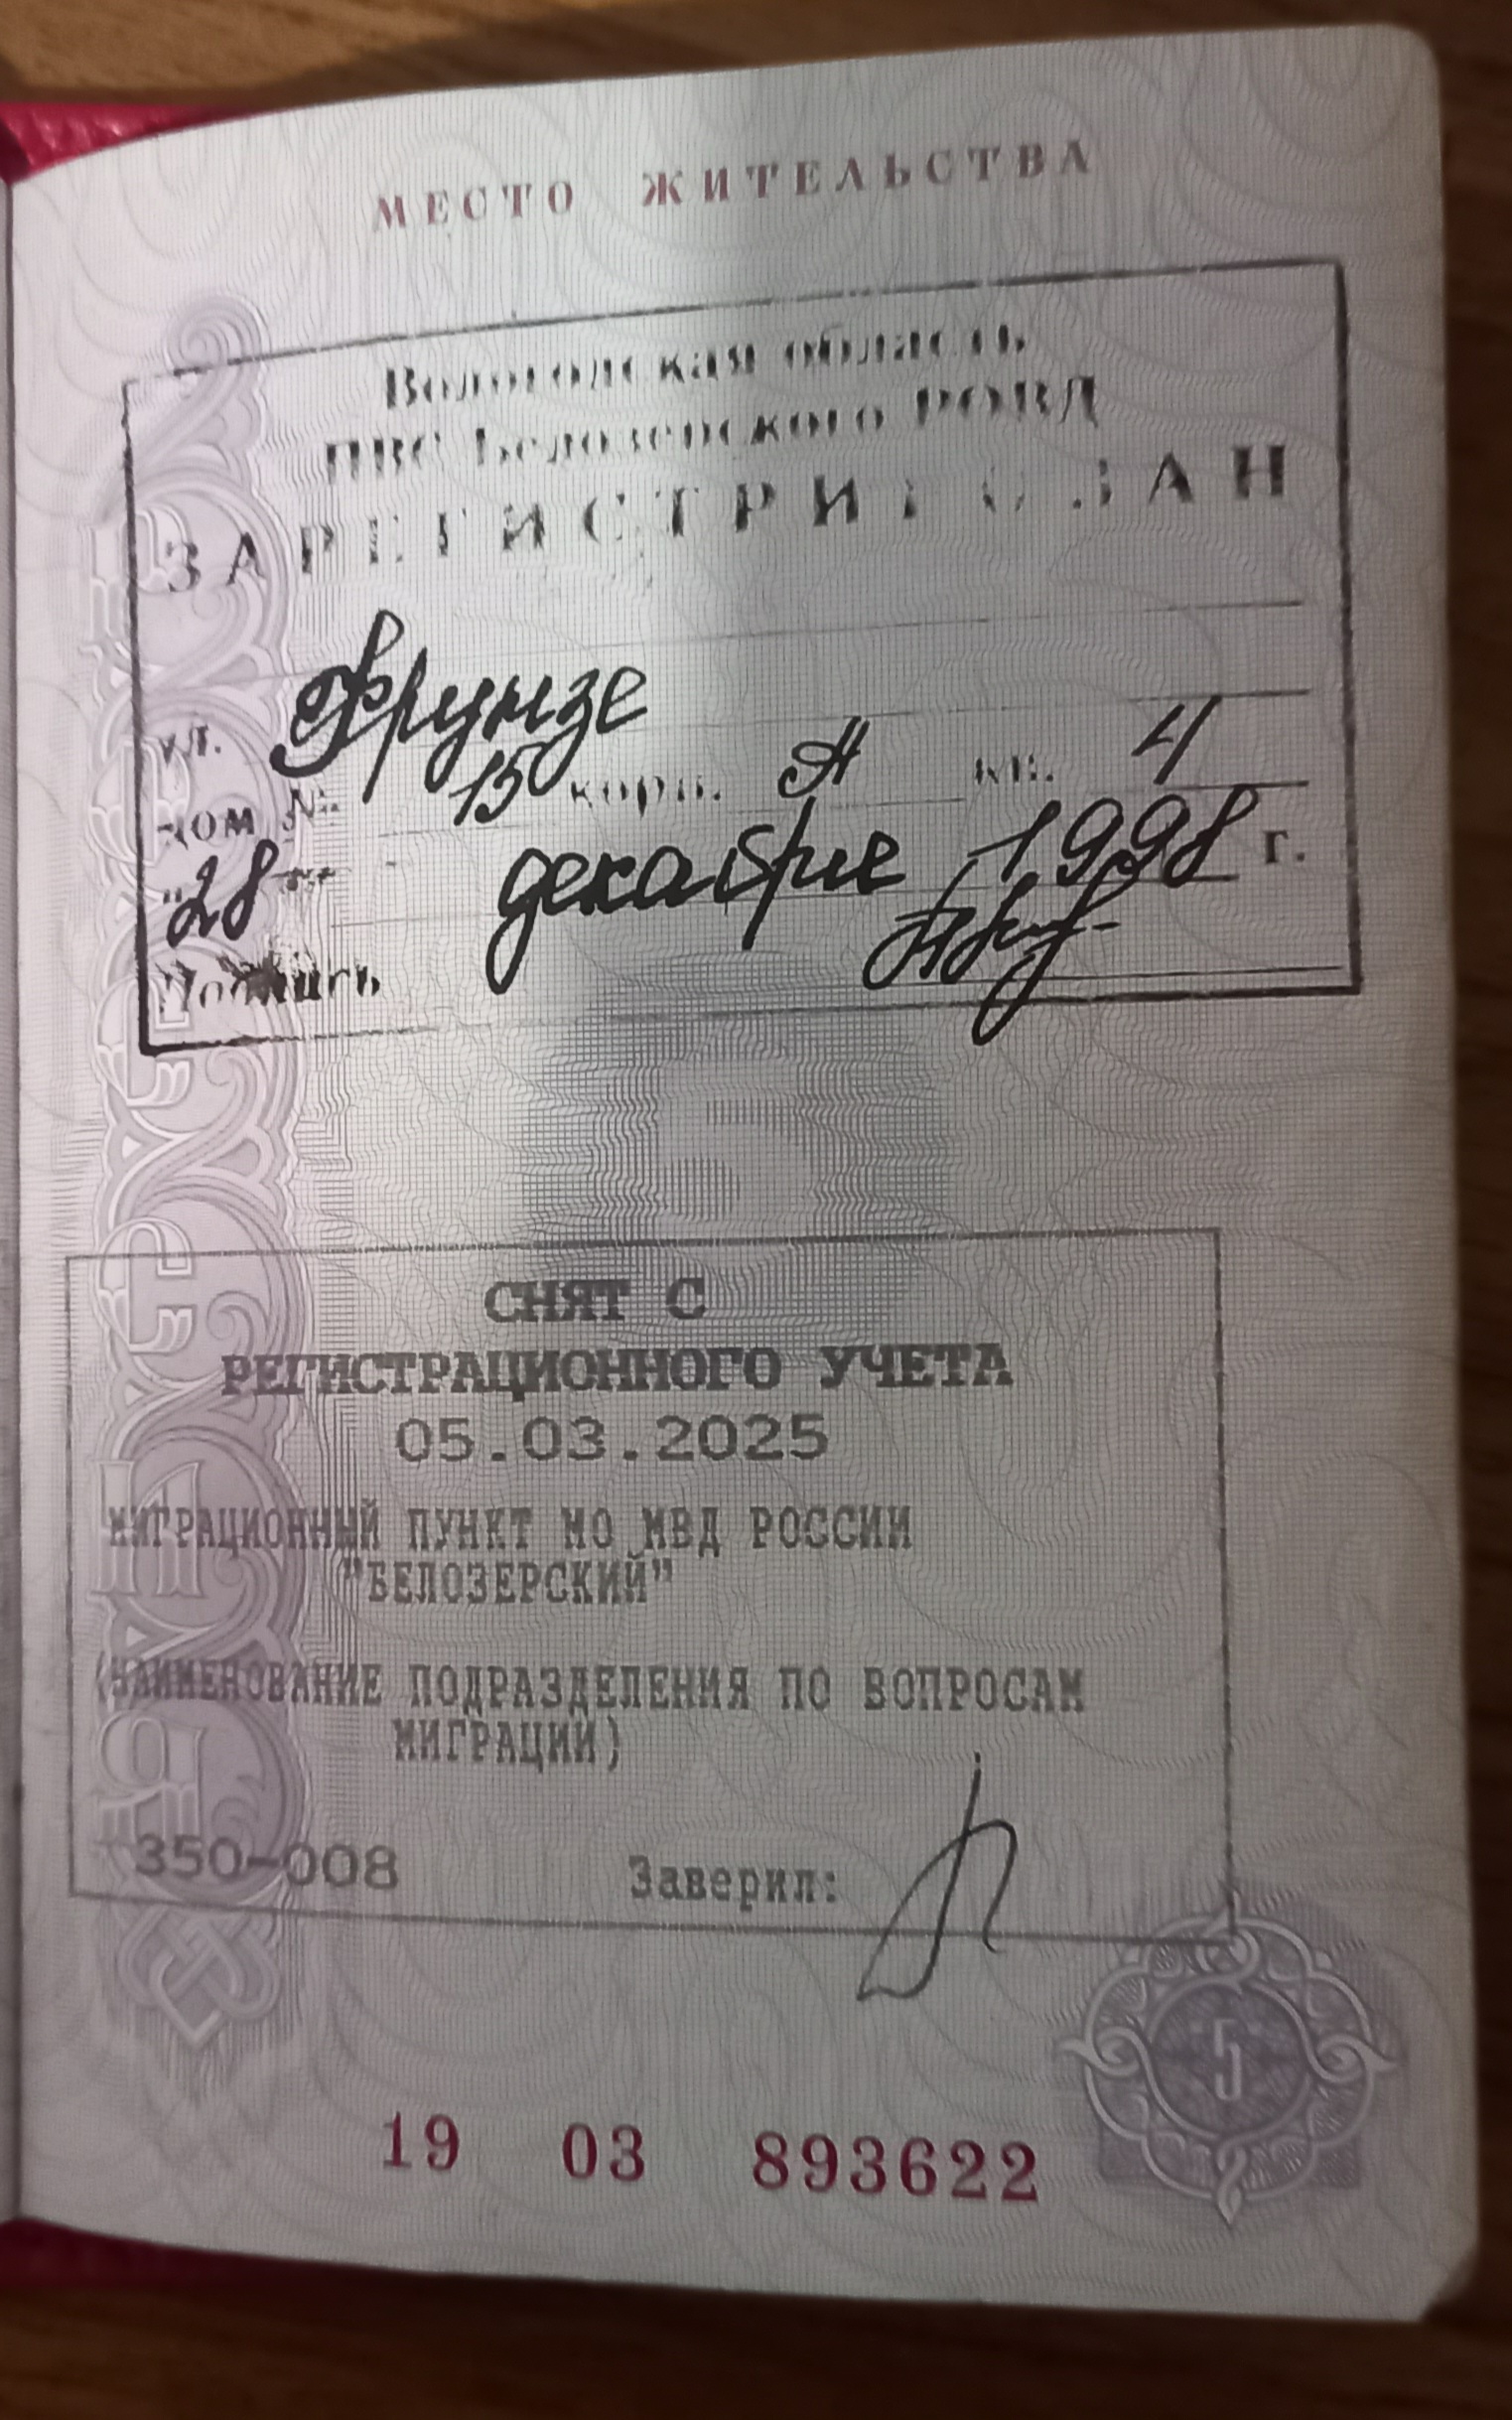 МЕСТО ЖИТЕЛЬСТВА
Вологодская область
ПВС Белозерского РОВД
ЗАРЕГИСТРИРОВАН
ул. Фрунзе
дом № 15 корп. А кв. 4
"28" декабрие 1998 г.
Подпись
СНЯТ С
РЕГИСТРАЦИОННОГО УЧЕТА
05.03.2025
МИГРАЦИОННЫЙ ПУНКТ МО МВД РОССИИ
"БЕЛОЗЕРСКИЙ"
(НАИМЕНОВАНИЕ ПОДРАЗДЕЛЕНИЯ ПО ВОПРОСАМ
МИГРАЦИИ)
350-008 Заверил:
5
19 03 893622